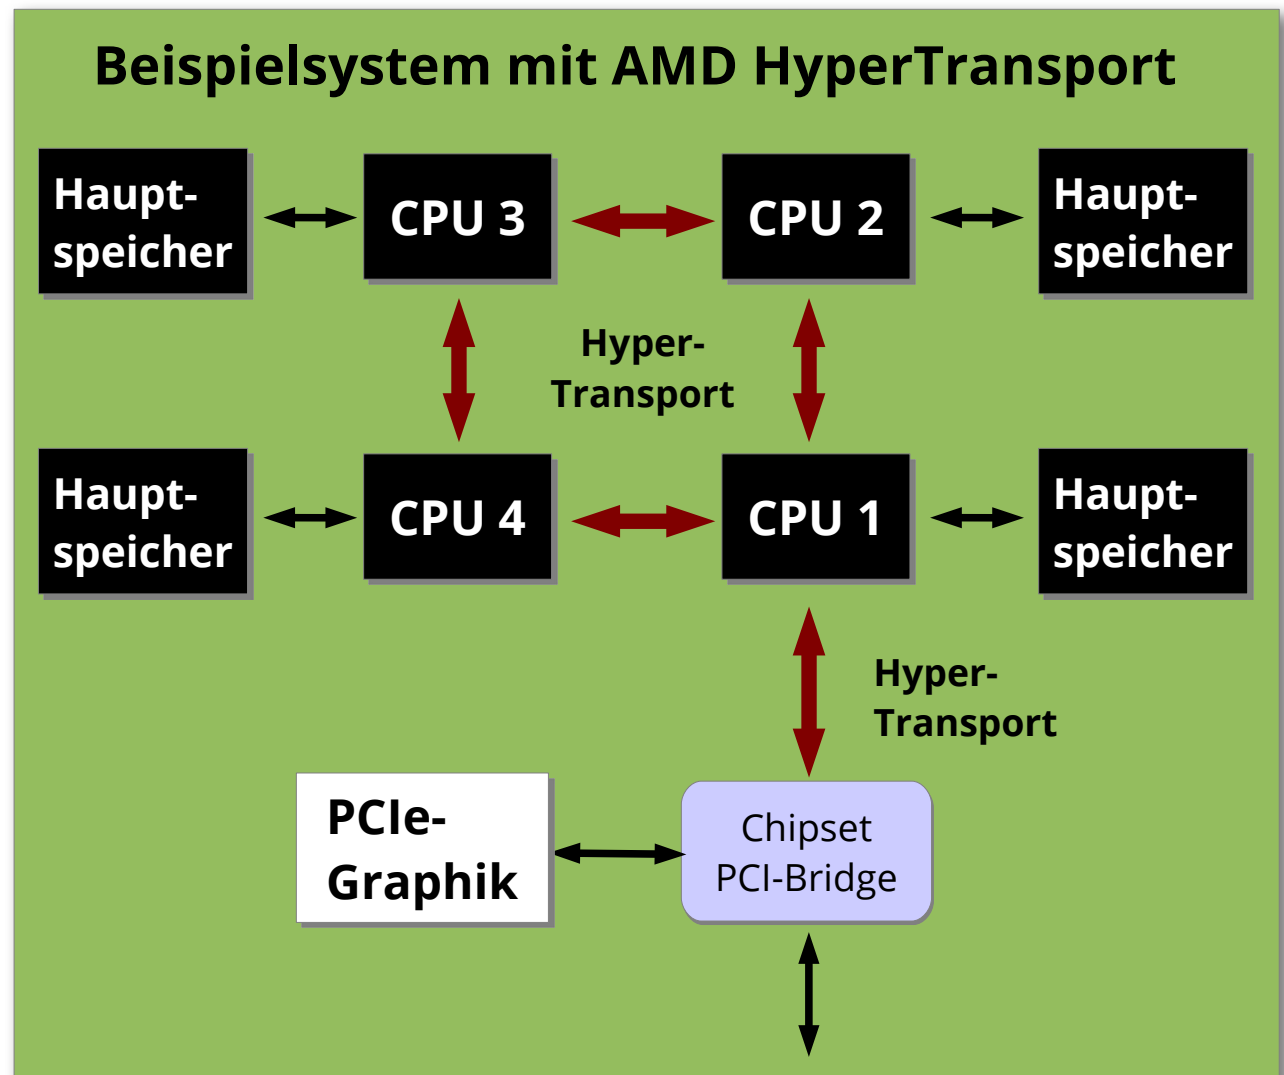 Beispielsystem mit AMD HyperTransport
Haupt-
speicher
CPU 3
CPU 2
Haupt-
speicher
Hyper-
Transport
Haupt-
speicher
CPU 4
CPU 1
Haupt-
speicher
Hyper-
Transport
PCIe-
Graphik
Chipset
PCI-Bridge